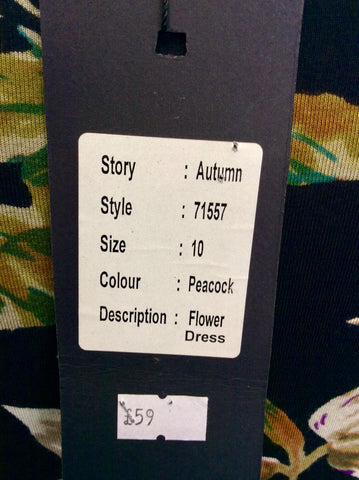 Story : Autumn
Style : 71557
Size : 10
Colour : Peacock
Description : Flower
Dress
£59